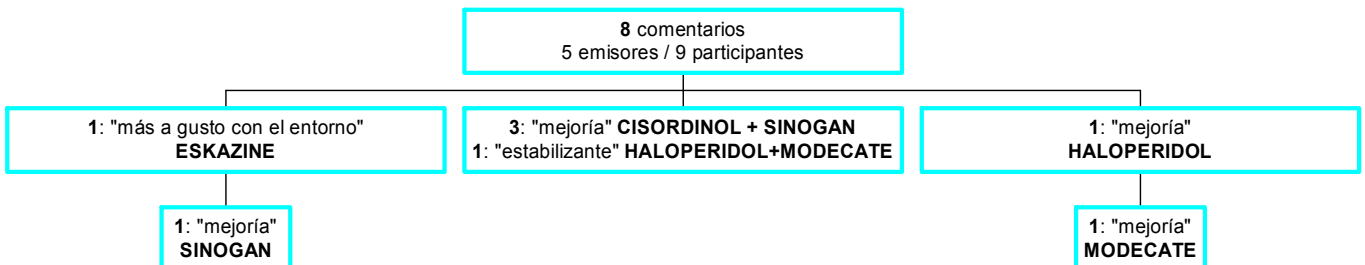 8 comentarios
5 emisores / 9 participantes
1: "más a gusto con el entorno"
ESKAZINE
3: "mejoría" CISORDINOL + SINOGAN
1: "estabilizante" HALOPERIDOL+MODECATE
1: "mejoría"
HALOPERIDOL
1: "mejoría"
SINOGAN
1: "mejoría"
MODECATE